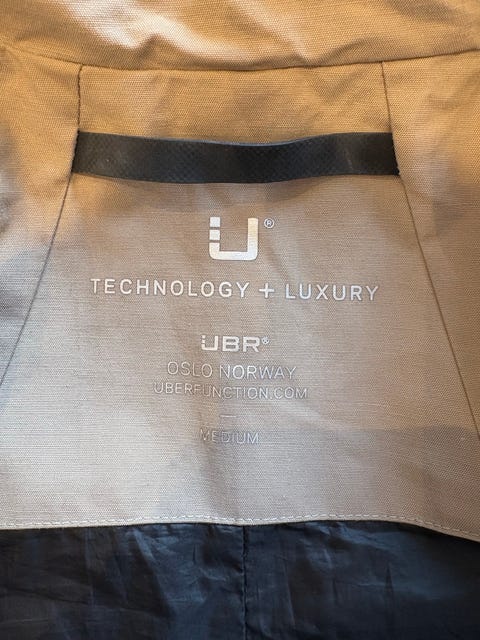 U®
TECHNOLOGY + LUXURY
UBR®
OSLO NORWAY
UBERFUNCTION.COM
—
MEDIUM